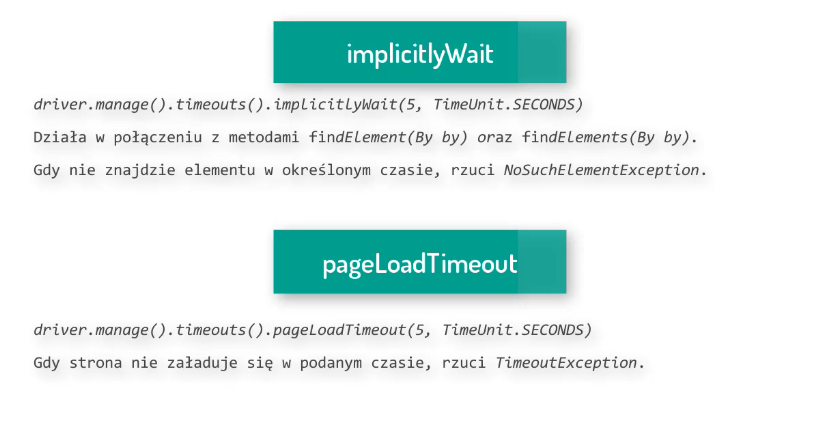 implicitlyWait
driver.manage().timeouts().implicitlyWait(5, TimeUnit.SECONDS)
Działa w połączeniu z metodami findElement(By by) oraz findElements(By by).
Gdy nie znajdzie elementu w określonym czasie, rzuci NoSuchElementException.
pageLoadTimeout
driver.manage().timeouts().pageLoadTimeout(5, TimeUnit.SECONDS)
Gdy strona nie załaduje się w podanym czasie, rzuci TimeoutException.